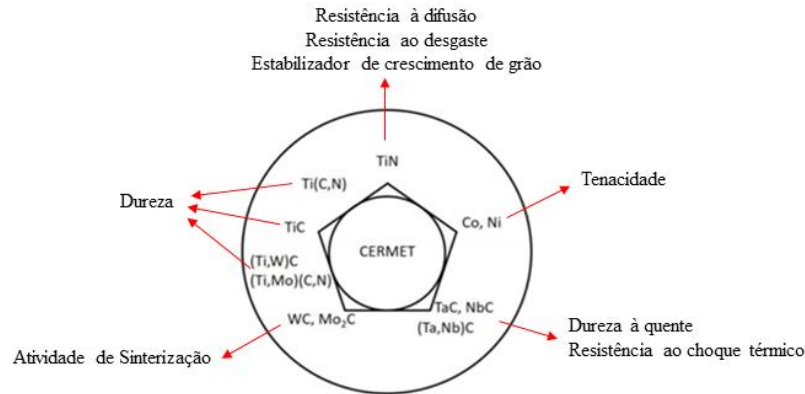 Resistência à difusão
Resistência ao desgaste
Estabilizador de crescimento de grão
TiN
Ti(C,N)
Dureza
TiC
Co, Ni
Tenacidade
CERMET
(Ti,W)C
(Ti,Mo)(C,N)
WC, Mo₂C
TaC, NbC
(Ta,Nb)C
Atividade de Sinterização
Dureza à quente
Resistência ao choque térmico